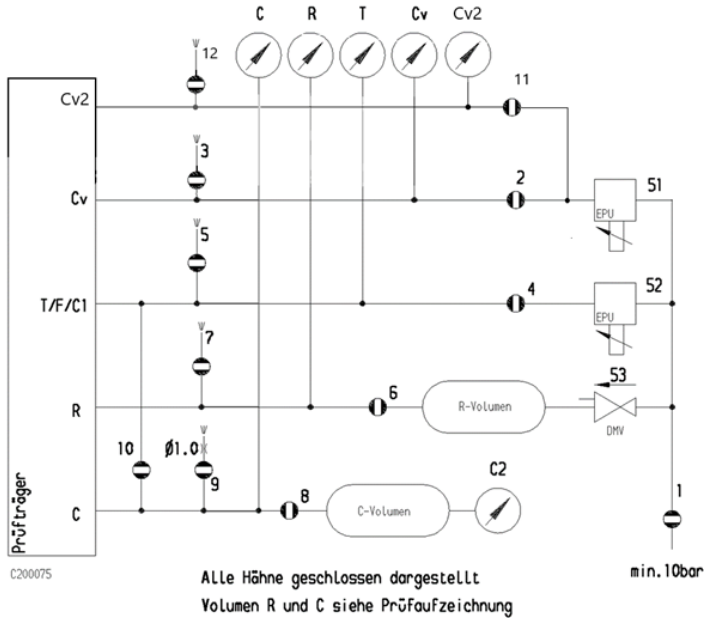 C R T Cv Cv2
12
11
Cv2
3
2
51
Cv
EPU
5
4
52
T/F/C1
EPU
7
53
6
R-Volumen
R
DMV
10
Ø1.0
9
8
C2
1
C
C-Volumen
Prüfträger
C200075
min.10bar
Alle Hähne geschlossen dargestellt
Volumen R und C siehe Prüfaufzeichnung